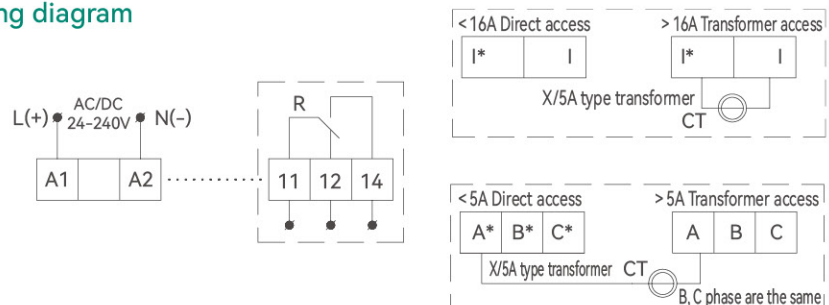 ng diagram
L(+) AC/DC 24-240V N(-)
A1 A2
R
11 12 14
<16A Direct access >16A Transformer access
I* I I* I
X/5A type transformer
CT
<5A Direct access >5A Transformer access
A* B* C* A B C
X/5A type transformer CT
B, C phase are the same